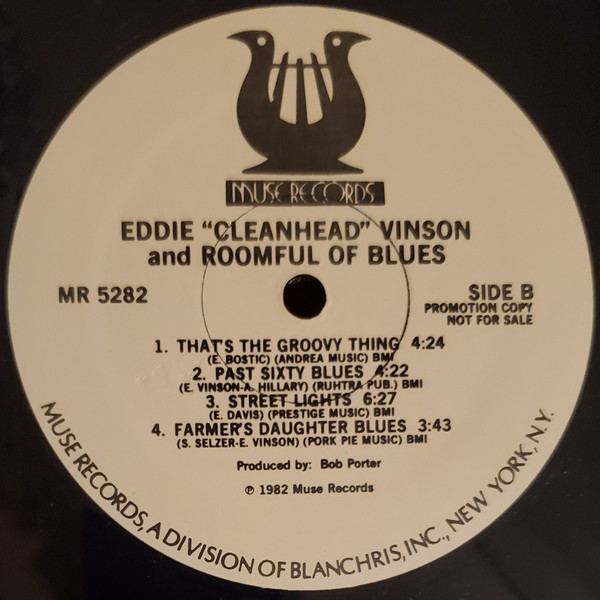 MUSE RECORDS
EDDIE "CLEANHEAD" VINSON
and ROOMFUL OF BLUES
MR 5282
SIDE B
PROMOTION COPY
NOT FOR SALE
1. THAT'S THE GROOVY THING 4:24
(E. BOSTIC) (ANDREA MUSIC) BMI
2. PAST SIXTY BLUES 4:22
(E. VINSON-A. HILLARY) (RUHTRA PUB.) BMI
3. STREET LIGHTS 6:27
(E. DAVIS) (PRESTIGE MUSIC) BMI
4. FARMER'S DAUGHTER BLUES 3:43
(S. SELZER-E. VINSON) (PORK PIE MUSIC) BMI
Produced by: Bob Porter
℗ 1982 Muse Records
MUSE RECORDS, A DIVISION OF BLANCHRIS, INC., NEW YORK, N.Y.